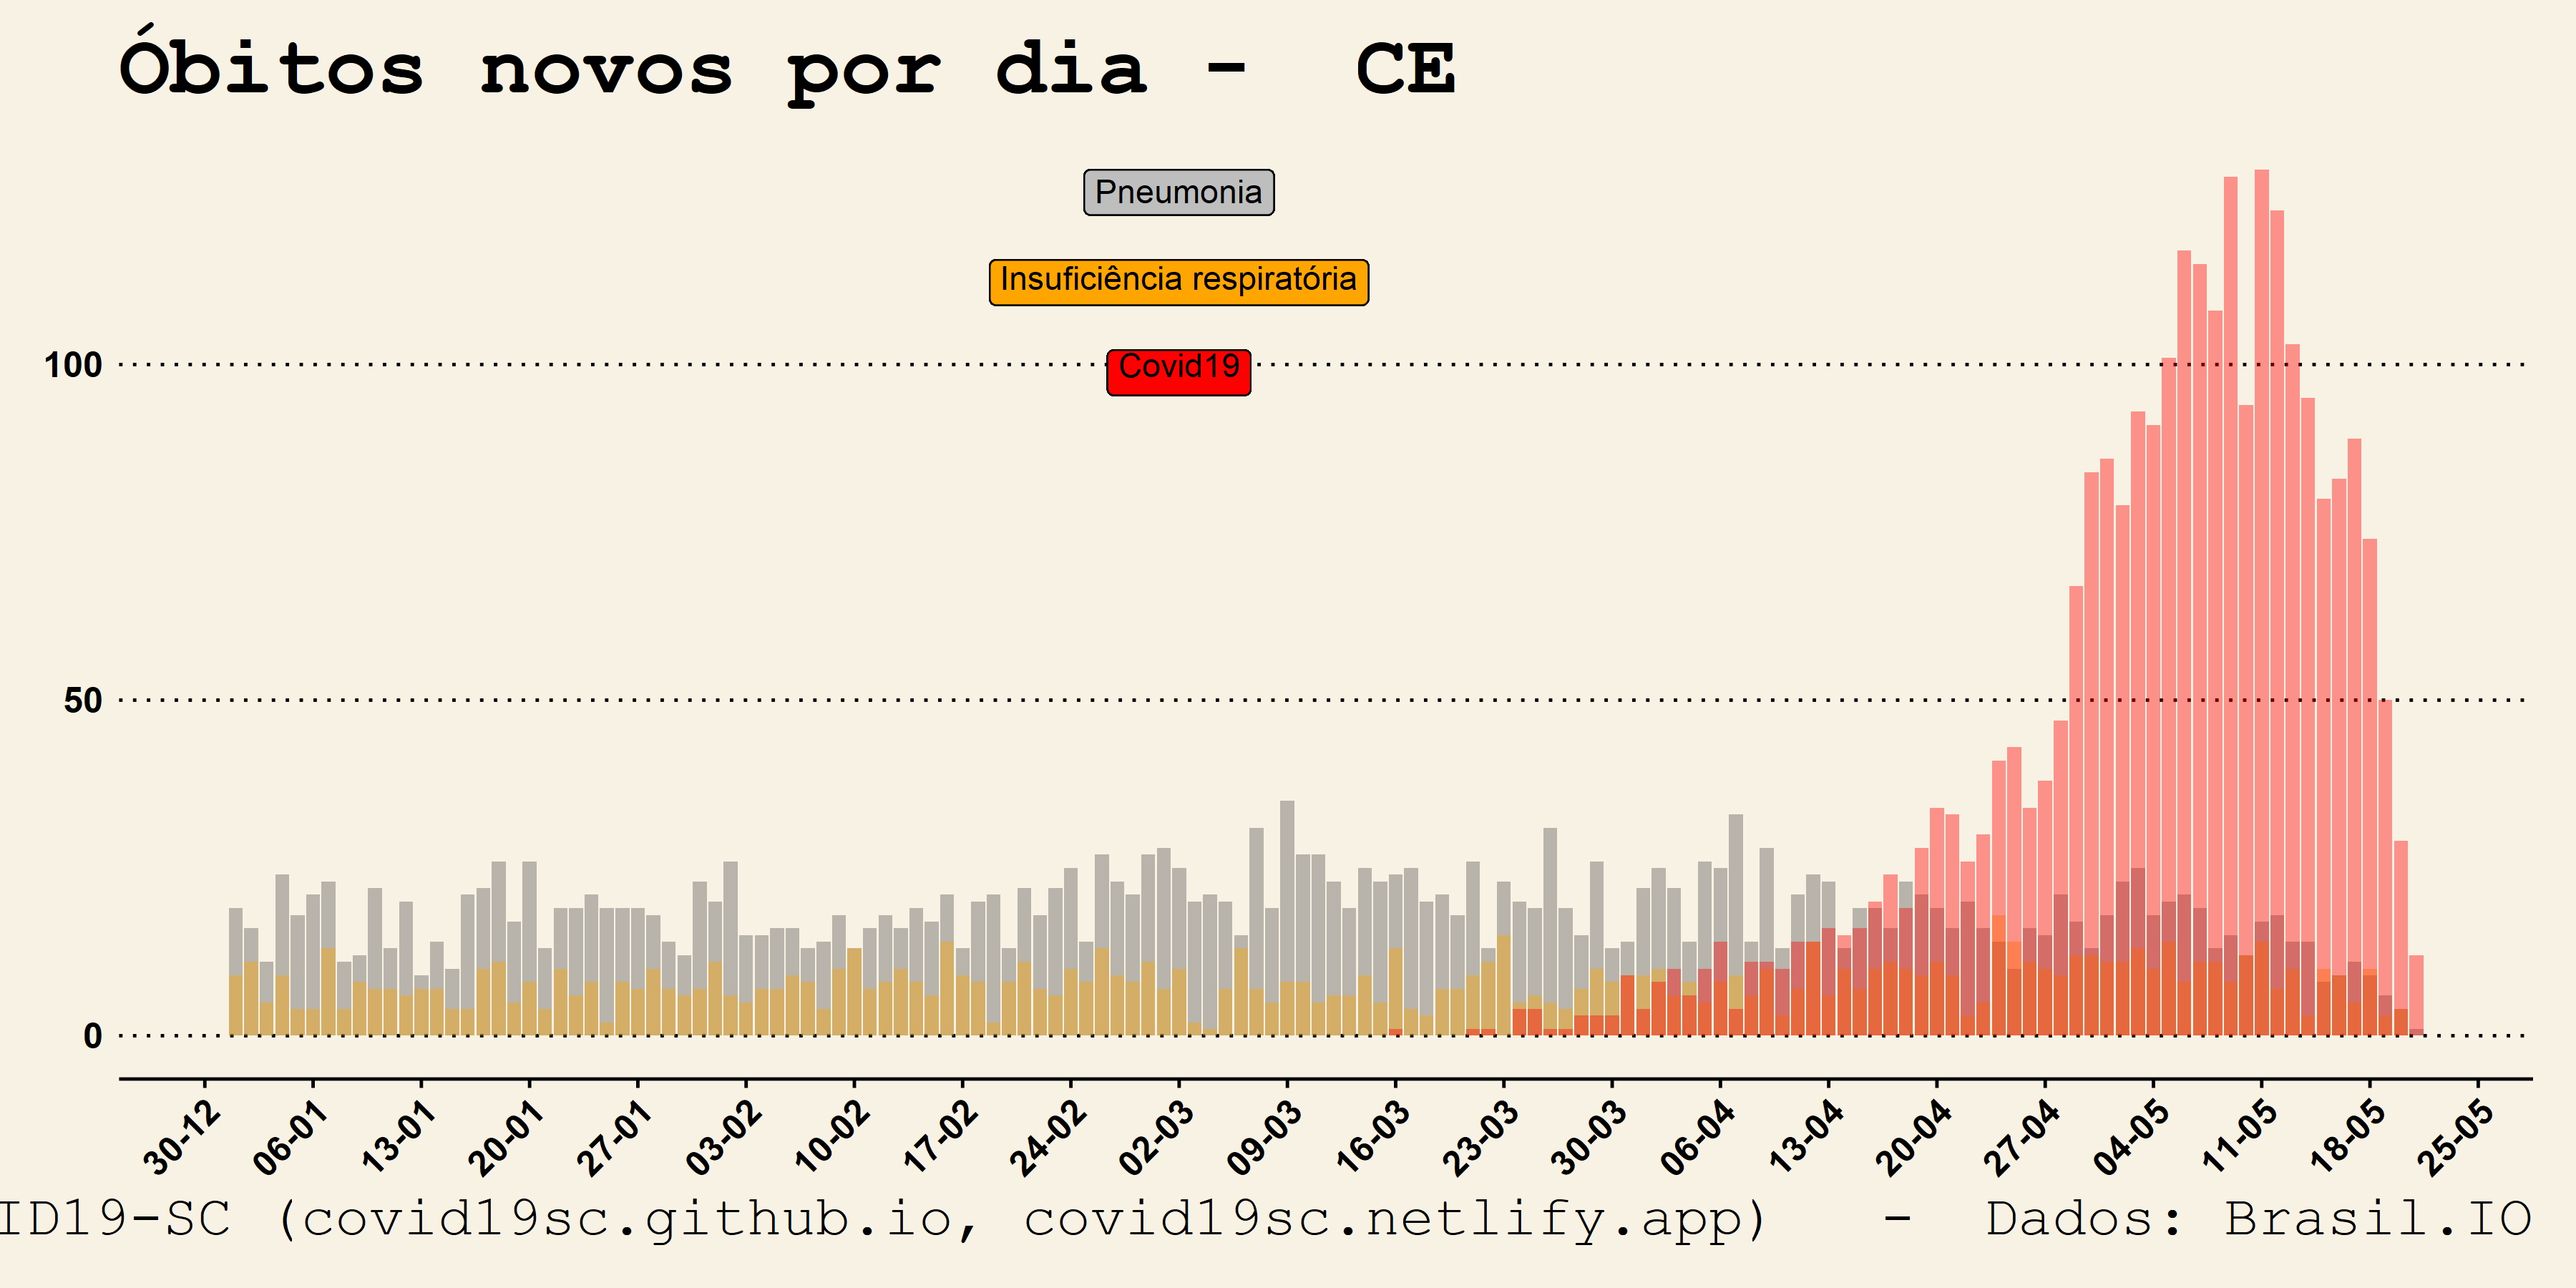 Óbitos novos por dia -  CE
Pneumonia
Insuficiência respiratória
Covid19
100
50
0
30-12 06-01 13-01 20-01 27-01 03-02 10-02 17-02 24-02 02-03 09-03 16-03 23-03 30-03 06-04 13-04 20-04 27-04 04-05 11-05 18-05 25-05
ID19-SC (covid19sc.github.io, covid19sc.netlify.app)  -  Dados: Brasil.IO